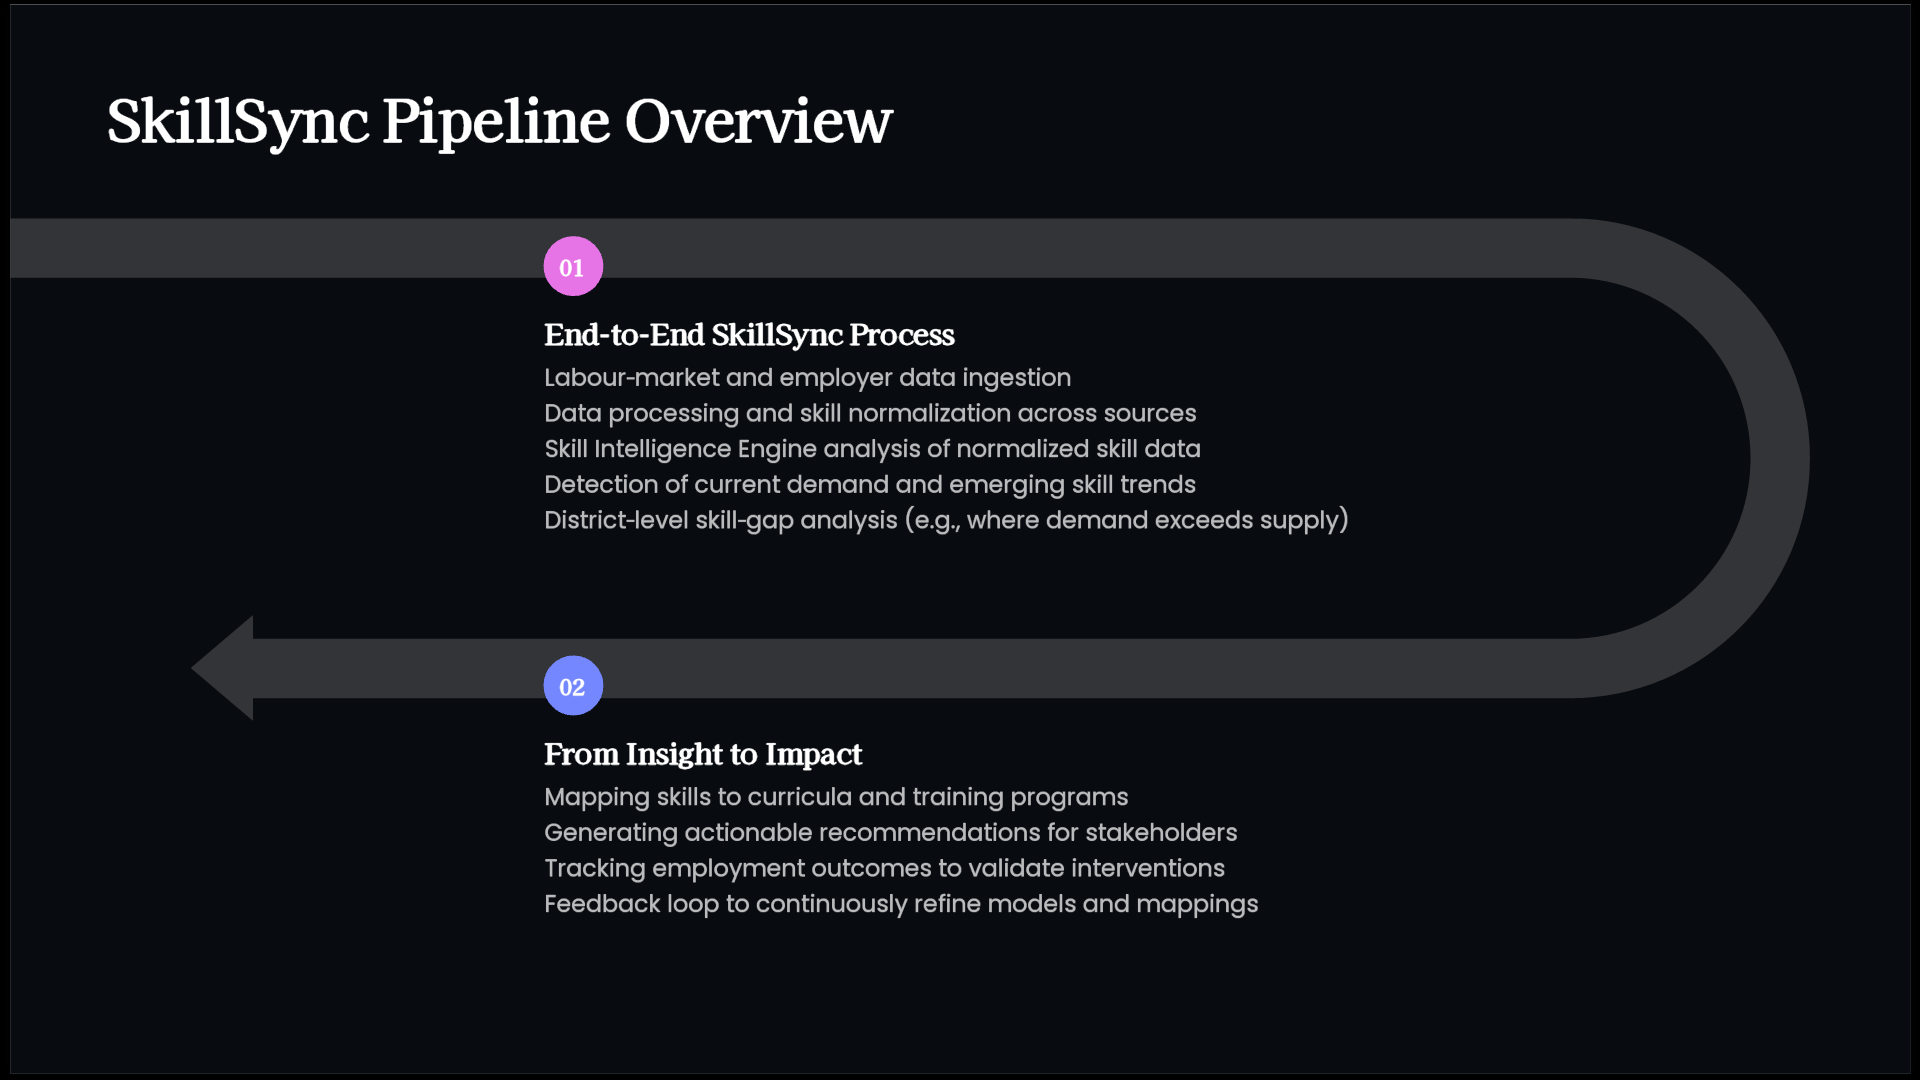 SkillSync Pipeline Overview
01
End-to-End SkillSync Process
Labour-market and employer data ingestion
Data processing and skill normalization across sources
Skill Intelligence Engine analysis of normalized skill data
Detection of current demand and emerging skill trends
District-level skill-gap analysis (e.g., where demand exceeds supply)
02
From Insight to Impact
Mapping skills to curricula and training programs
Generating actionable recommendations for stakeholders
Tracking employment outcomes to validate interventions
Feedback loop to continuously refine models and mappings